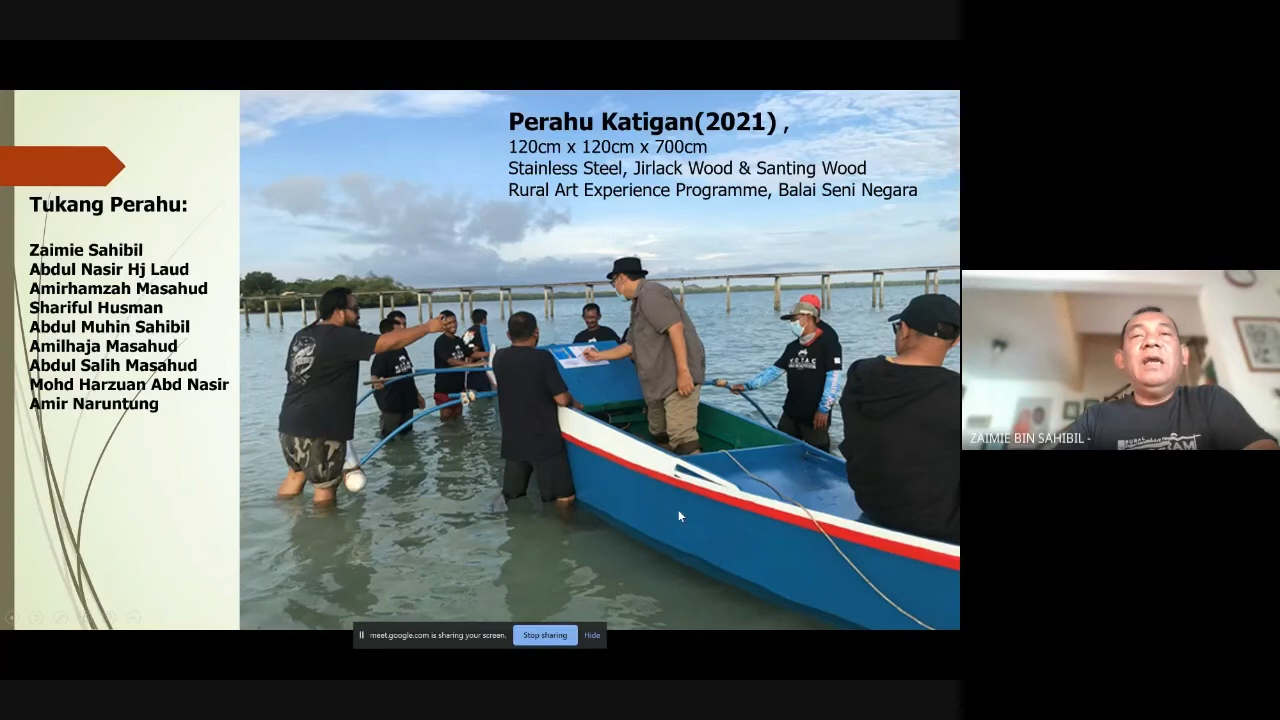 Perahu Katigan(2021) ,
120cm x 120cm x 700cm
Stainless Steel, Jirlack Wood & Santing Wood
Rural Art Experience Programme, Balai Seni Negara
Tukang Perahu:
Zaimie Sahibil
Abdul Nasir Hj Laud
Amirhamzah Masahud
Shariful Husman
Abdul Muhin Sahibil
Amilhaja Masahud
Abdul Salih Masahud
Mohd Harzuan Abd Nasir
Amir Naruntung
ZAIMIE BIN SAHIBIL -
meet.google.com is sharing your screen.
Stop sharing
Hide